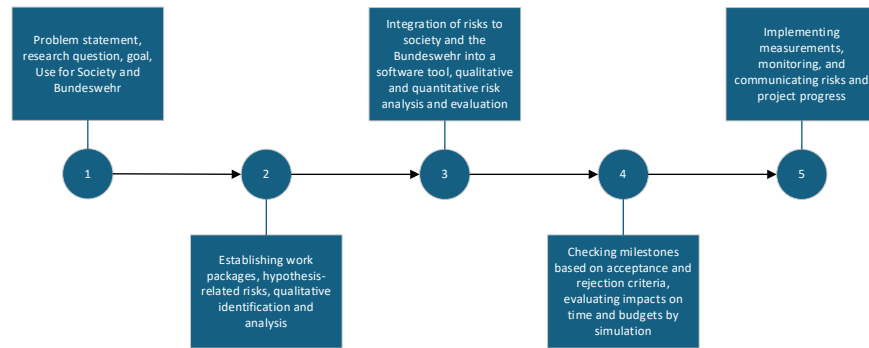 Problem statement,
research question, goal,
Use for Society and
Bundeswehr
1
Establishing work
packages, hypothesis-
related risks, qualitative
identification and
analysis
2
Integration of risks to
society and the
Bundeswehr into a
software tool, qualitative
and quantitative risk
analysis and evaluation
3
Checking milestones
based on acceptance and
rejection criteria,
evaluating impacts on
time and budgets by
simulation
4
Implementing
measurements,
monitoring, and
communicating risks and
project progress
5